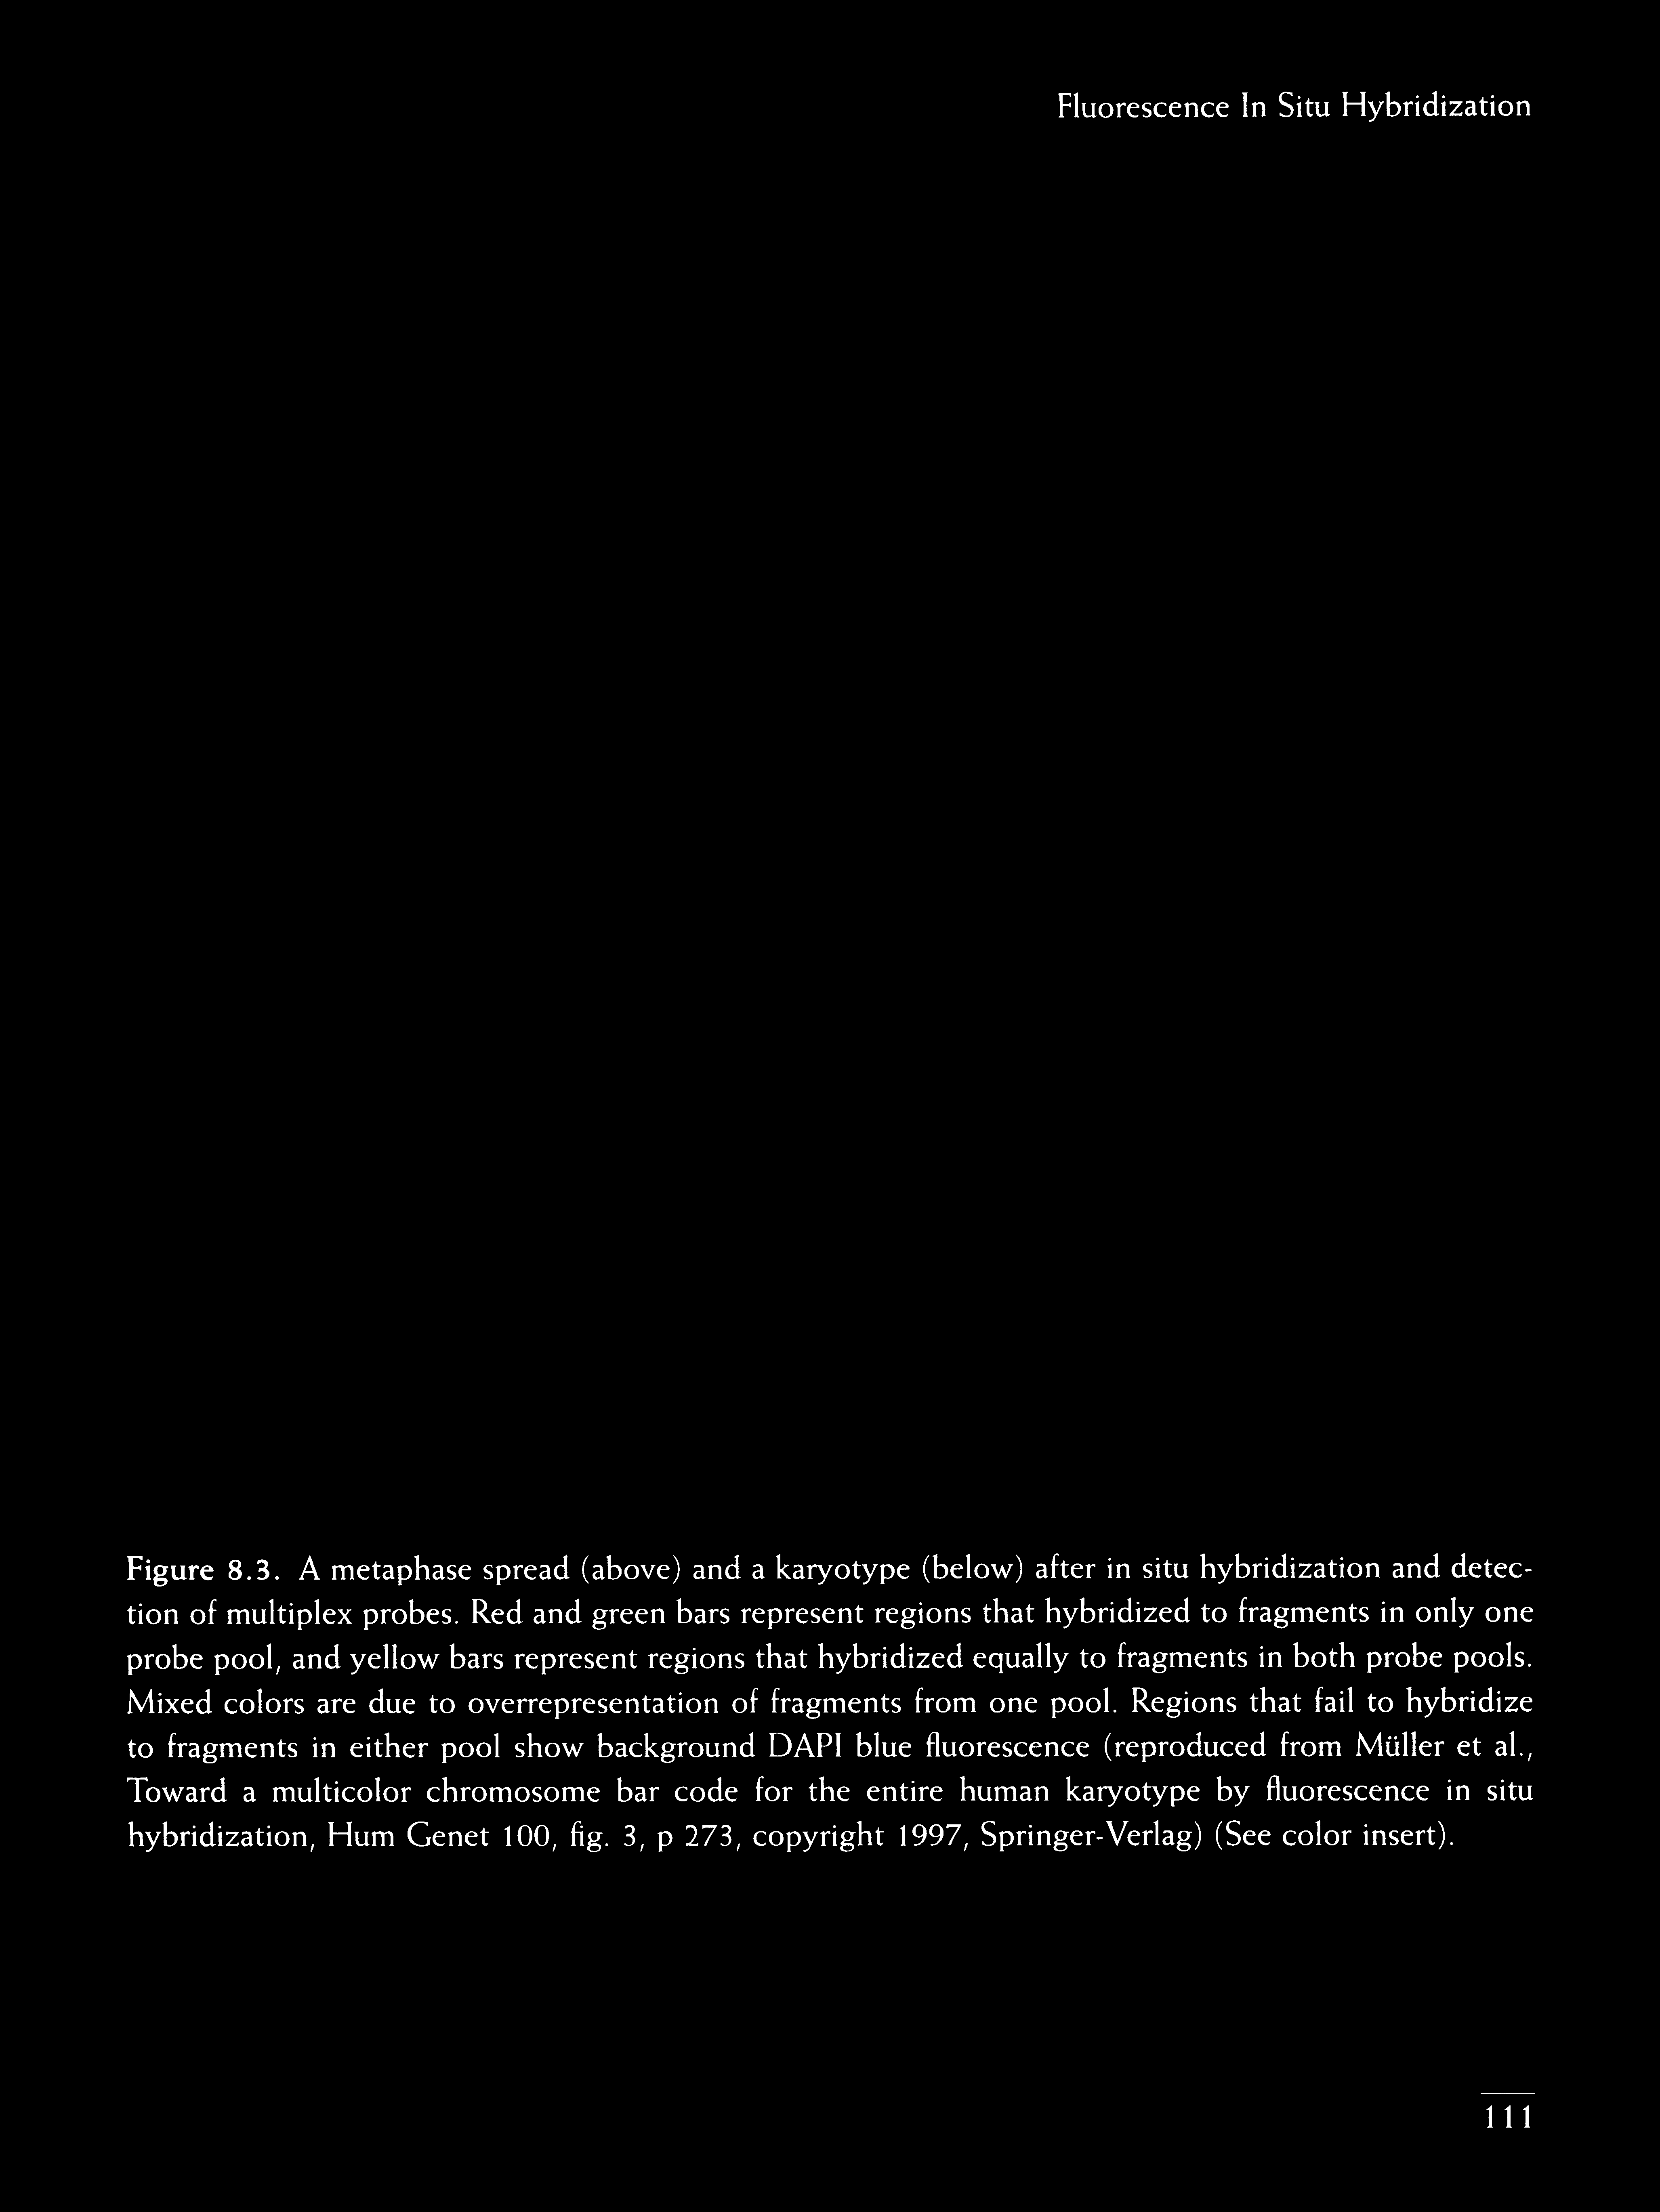 Fluorescence In Situ Hybridization
Figure 8.3. A metaphase spread (above) and a karyotype (below) after in situ hybridization and detec-
tion of multiplex probes. Red and green bars represent regions that hybridized to fragments in only one
probe pool, and yellow bars represent regions that hybridized equally to fragments in both probe pools.
Mixed colors are due to overrepresentation of fragments from one pool. Regions that fail to hybridize
to fragments in either pool show background DAPI blue fluorescence (reproduced from Müller et al.,
Toward a multicolor chromosome bar code for the entire human karyotype by fluorescence in situ
hybridization, Hum Genet 100, fig. 3, p 273, copyright 1997, Springer-Verlag) (See color insert).
111